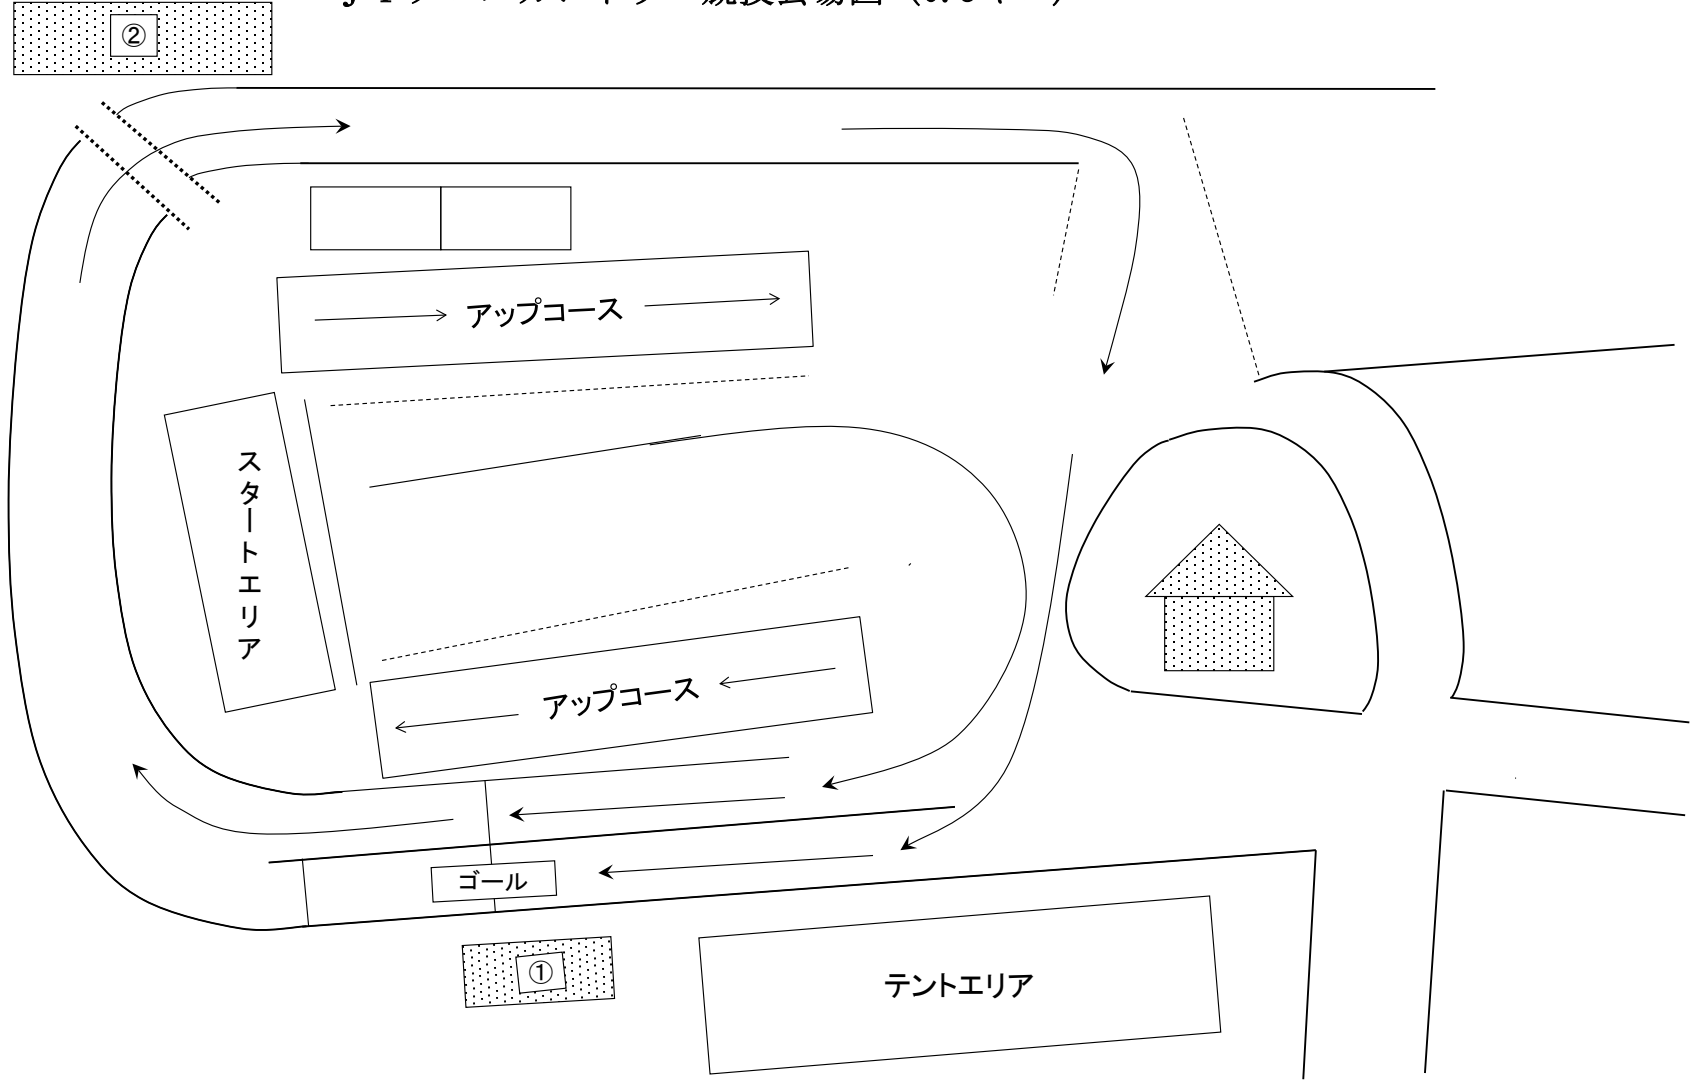 ②
アップコース
スタートエリア
アップコース
ゴール
①
テントエリア